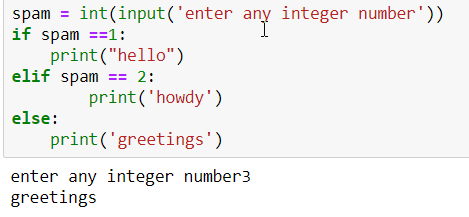 spam = int(input('enter any integer number'))
if spam ==1:
    print("hello")
elif spam == 2:
        print('howdy')
else:
    print('greetings')
enter any integer number3
greetings